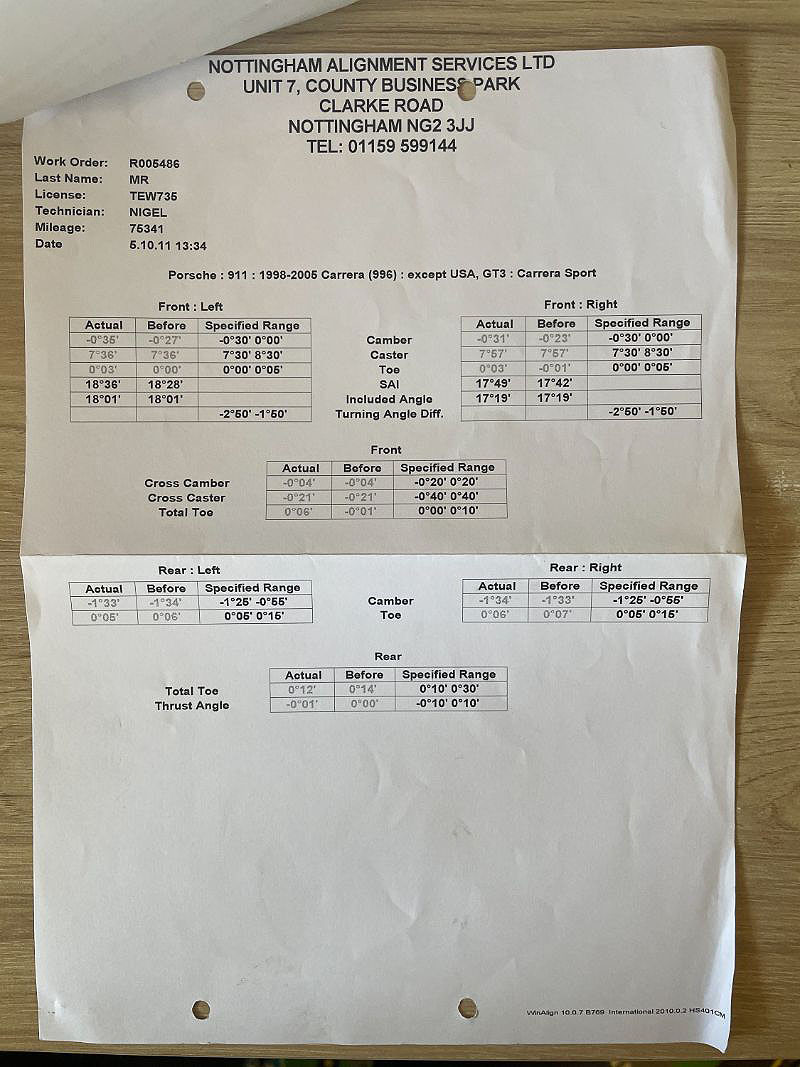 NOTTINGHAM ALIGNMENT SERVICES LTD
UNIT 7, COUNTY BUSINESS PARK
CLARKE ROAD
NOTTINGHAM NG2 3JJ
TEL: 01159 599144
Work Order: R005486
Last Name: MR
License: TEW735
Technician: NIGEL
Mileage: 75341
Date 5.10.11 13:34
Porsche : 911 : 1998-2005 Carrera (996) : except USA, GT3 : Carrera Sport
Front : Left Front : Right
Actual Before Specified Range Actual Before Specified Range
-0°35' -0°27' -0°30' 0°00' Camber -0°31' -0°23' -0°30' 0°00'
7°36' 7°36' 7°30' 8°30' Caster 7°57' 7°57' 7°30' 8°30'
0°03' 0°00' 0°00' 0°05' Toe 0°03' -0°01' 0°00' 0°05'
18°36' 18°28' SAI 17°49' 17°42'
18°01' 18°01' Included Angle 17°19' 17°19'
-2°50' -1°50' Turning Angle Diff. -2°50' -1°50'
Front
Actual Before Specified Range
Cross Camber -0°04' -0°04' -0°20' 0°20'
Cross Caster -0°21' -0°21' -0°40' 0°40'
Total Toe 0°06' -0°01' 0°00' 0°10'
Rear : Left Rear : Right
Actual Before Specified Range Actual Before Specified Range
-1°33' -1°34' -1°25' -0°55' Camber -1°34' -1°33' -1°25' -0°55'
0°05' 0°06' 0°05' 0°15' Toe 0°06' 0°07' 0°05' 0°15'
Rear
Actual Before Specified Range
Total Toe 0°12' 0°14' 0°10' 0°30'
Thrust Angle -0°01' 0°00' -0°10' 0°10'
WinAlign 10.0.7 B769 International 2010.0.2 HS401CM